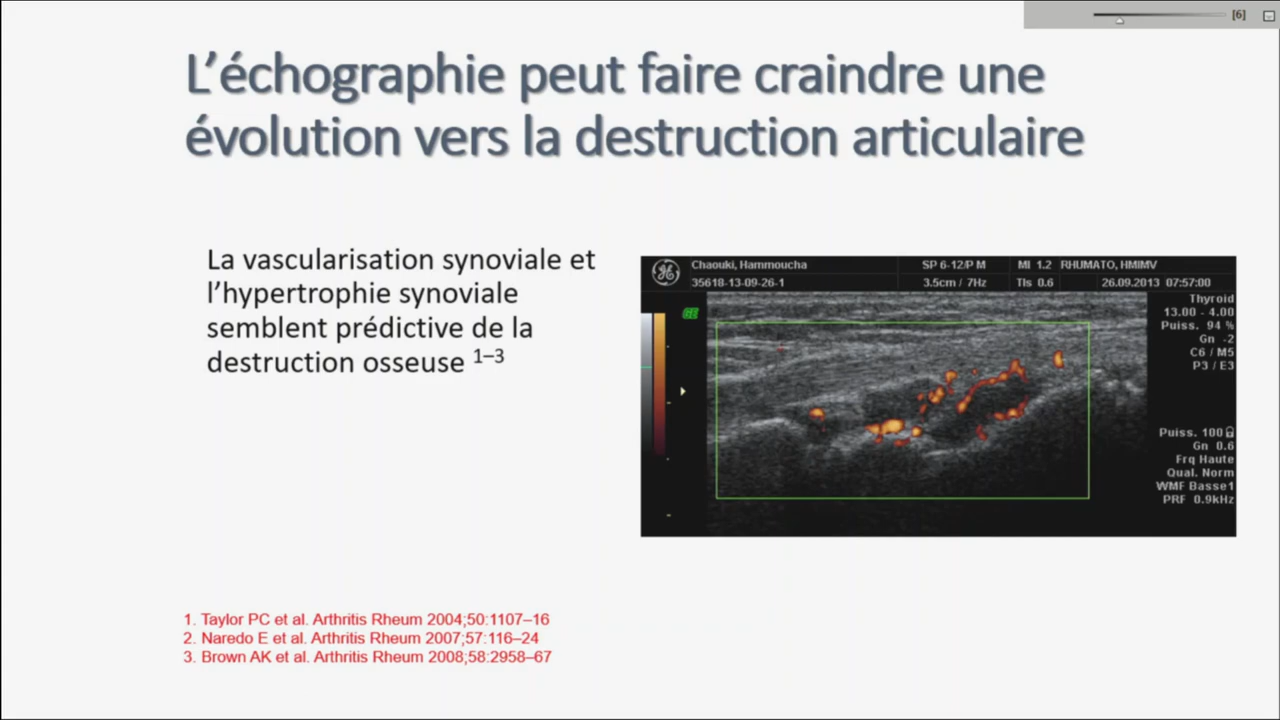 [6]
L'échographie peut faire craindre une
évolution vers la destruction articulaire
La vascularisation synoviale et
l'hypertrophie synoviale
semblent prédictive de la
destruction osseuse 1–3
Chaouki, Hammoucha SP 6-12/P M MI 1.2 RHUMATO, HMIMV
35618-13-09-26-1 3.5cm / 7Hz TIs 0.6 26.09.2013 07:57:00
GE
Thyroid
13.00 - 4.00
Puiss. 94 %
Gn -2
C6 / M5
P3 / E3
Puiss. 100
Gn 0.6
Frq Haute
Qual. Norm
WMF Basse1
PRF 0.9kHz
1. Taylor PC et al. Arthritis Rheum 2004;50:1107–16
2. Naredo E et al. Arthritis Rheum 2007;57:116–24
3. Brown AK et al. Arthritis Rheum 2008;58:2958–67